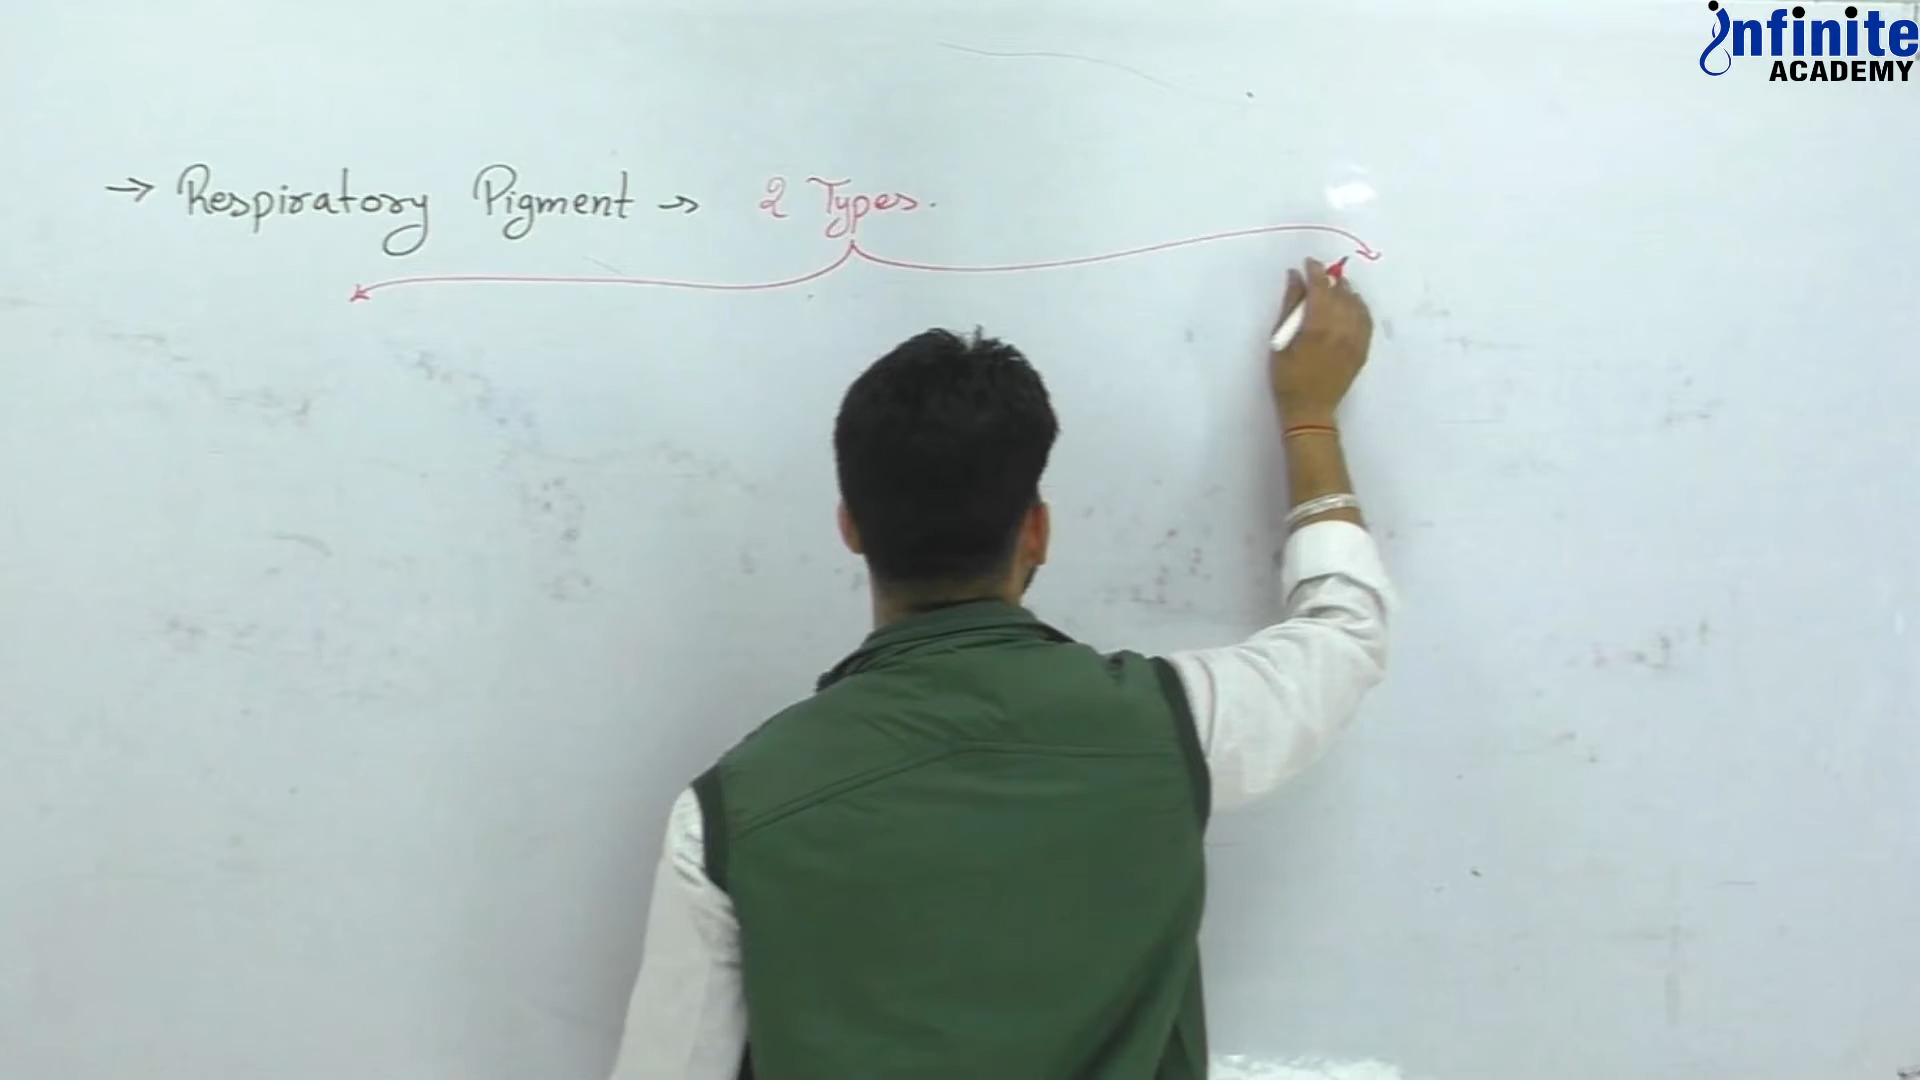 infinite
ACADEMY
→ Respiratory Pigment → 2 Types.